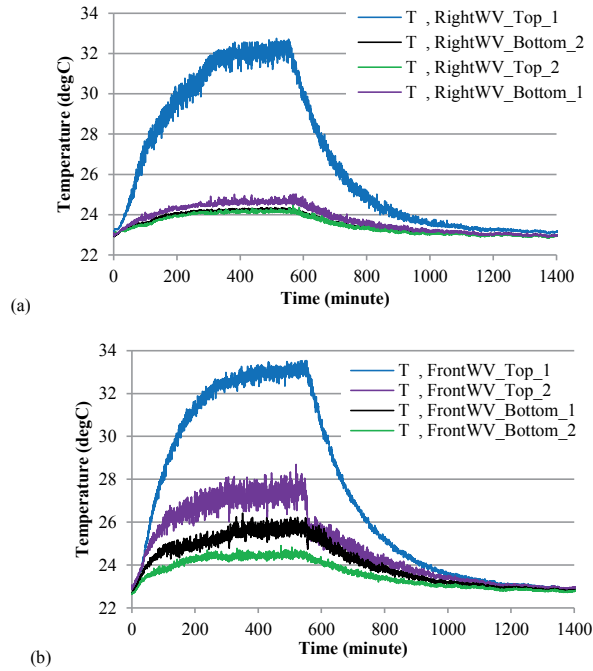 34
32
30
28
26
24
22
Temperature (degC)
T , RightWV_Top_1
T , RightWV_Bottom_2
T , RightWV_Top_2
T , RightWV_Bottom_1
0 200 400 600 800 1000 1200 1400
Time (minute)
(a)
34
32
30
28
26
24
22
Temperature (degC)
T , FrontWV_Top_1
T , FrontWV_Top_2
T , FrontWV_Bottom_1
T , FrontWV_Bottom_2
0 200 400 600 800 1000 1200 1400
Time (minute)
(b)